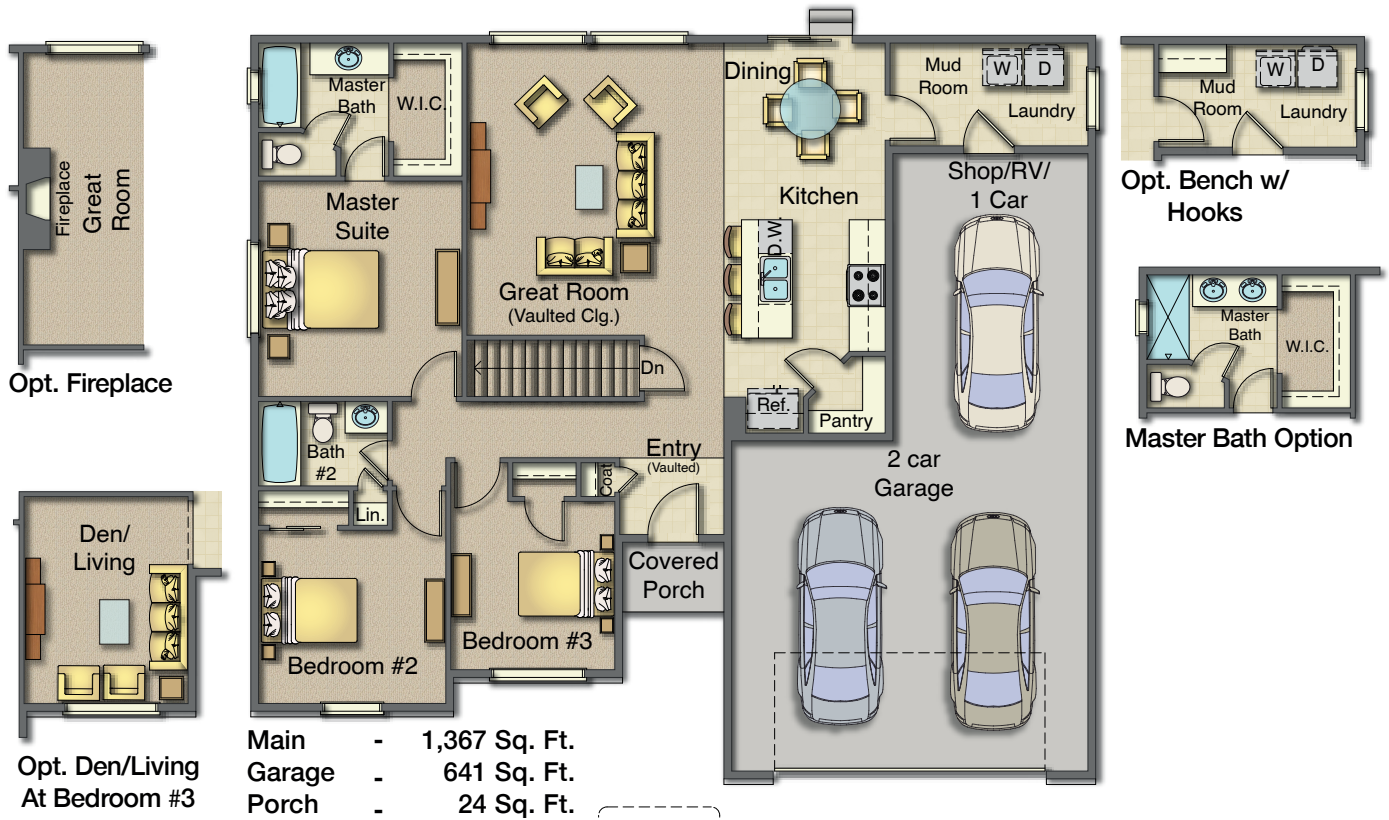 Fireplace
Great
Room
Opt. Fireplace
Master
Bath
W.I.C.
Master
Suite
Great Room
(Vaulted Clg.)
Dn
Dining
Kitchen
D.W.
Ref.
Pantry
Mud
Room
W
D
Laundry
Shop/RV/
1 Car
2 car
Garage
Mud
Room
W
D
Laundry
Opt. Bench w/
Hooks
Master
Bath
W.I.C.
Master Bath Option
Bath
#2
Lin.
Coat
Entry
(Vaulted)
Covered
Porch
Bedroom #2
Bedroom #3
Den/
Living
Opt. Den/Living
At Bedroom #3
Main - 1,367 Sq. Ft.
Garage - 641 Sq. Ft.
Porch - 24 Sq. Ft.